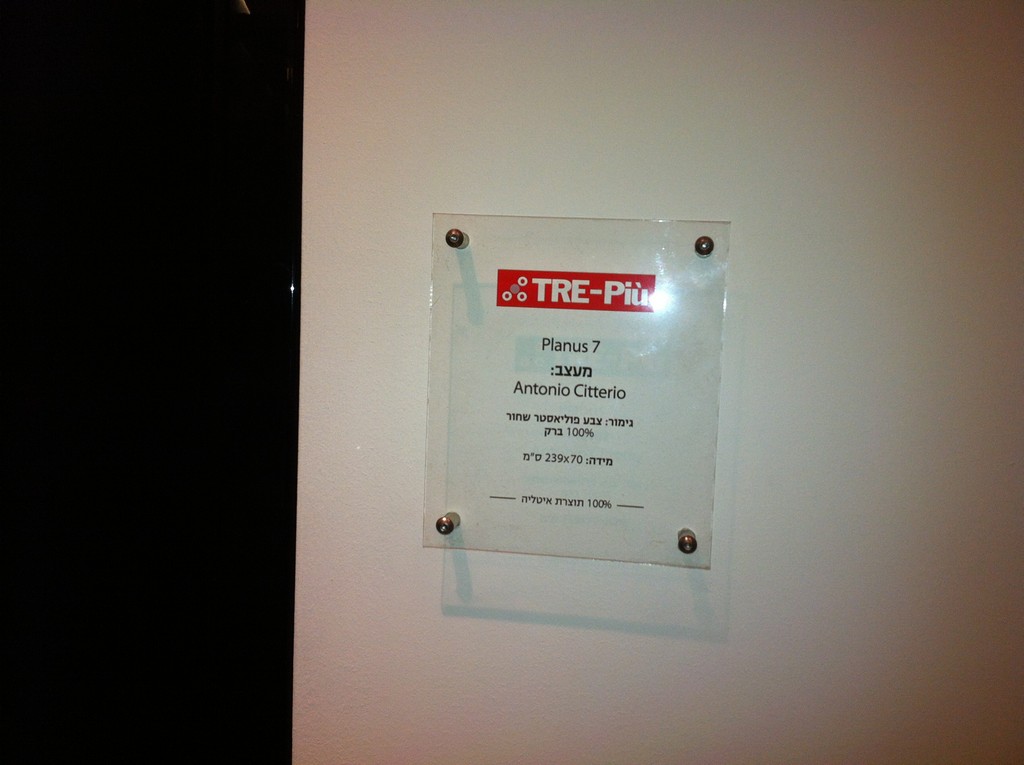 TRE-Più
Planus 7
מעצב:
Antonio Citterio
גימור: צבע פוליאסטר שחור
100% ברק
מידה: 239x70 ס"מ
100% תוצרת איטליה